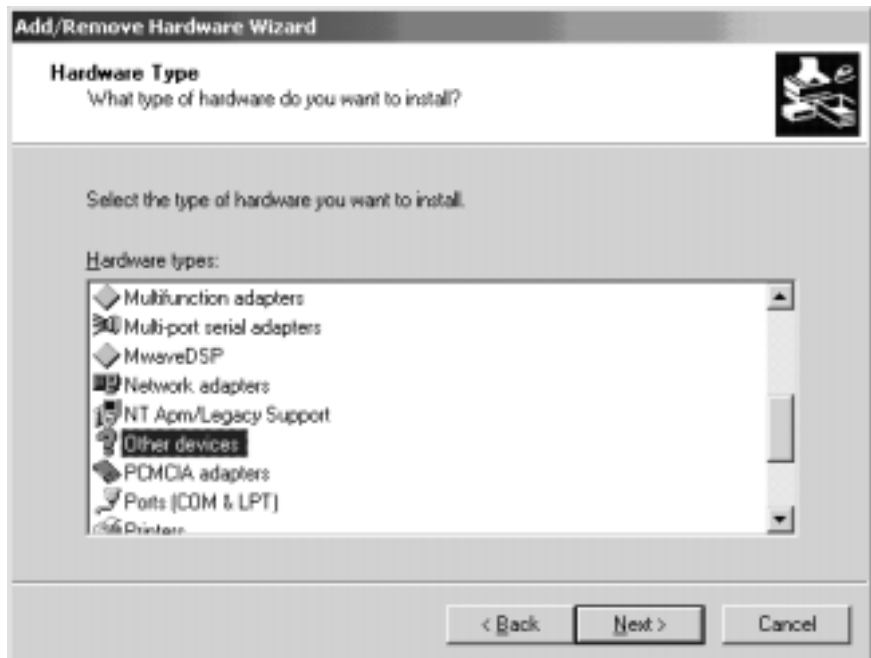 Add/Remove Hardware Wizard
Hardware Type
What type of hardware do you want to install?
Select the type of hardware you want to install.
Hardware types:
Multifunction adapters
Multi-port serial adapters
MwaveDSP
Network adapters
NT Apm/Legacy Support
Other devices
PCMCIA adapters
Ports (COM & LPT)
Printers
< Back Next > Cancel